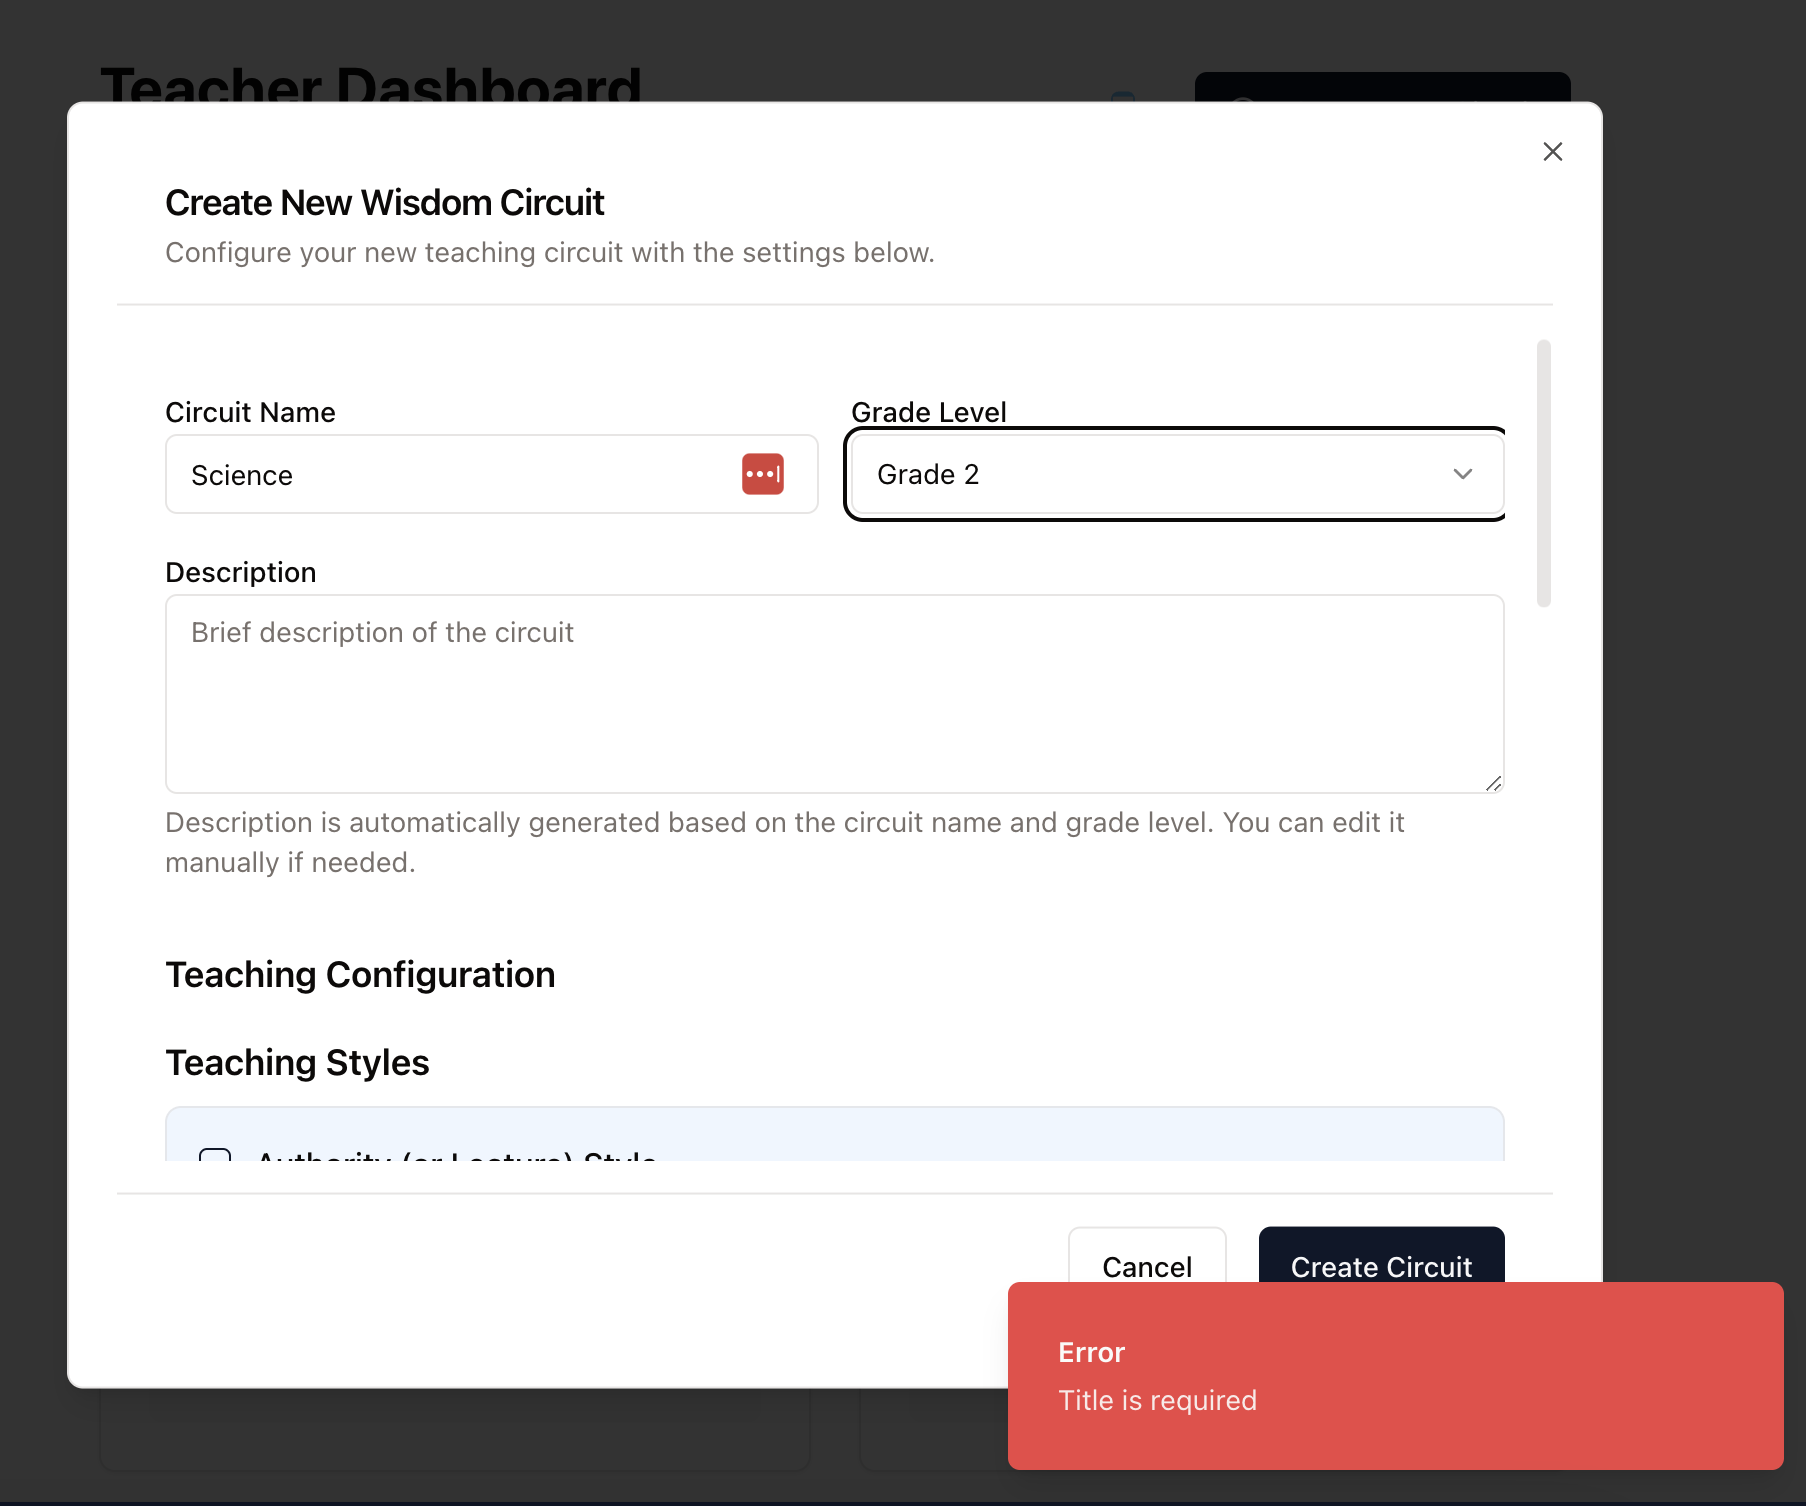 Teacher Dashboard
Create New Wisdom Circuit
Configure your new teaching circuit with the settings below.
Circuit Name
Grade Level
Science
Grade 2
Description
Brief description of the circuit
Description is automatically generated based on the circuit name and grade level. You can edit it
manually if needed.
Teaching Configuration
Teaching Styles
Authority (or Lecture) Style
Cancel
Create Circuit
Error
Title is required